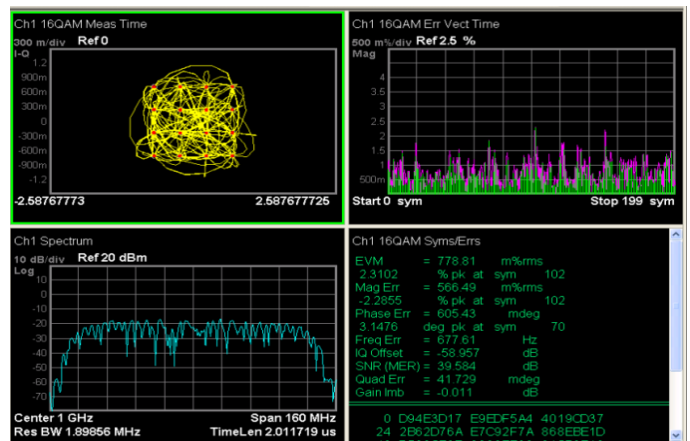 Ch1 16QAM Meas Time
300 m/div Ref 0
I-Q
1.2
900m
600m
300m
0
-300m
-600m
-900m
-1.2
-2.58767773 2.587677725
Ch1 16QAM Err Vect Time
500 m%/div Ref 2.5 %
Mag
4
3.5
3
2.5
2
1.5
1
500m
Start 0 sym Stop 199 sym
Ch1 Spectrum
10 dB/div Ref 20 dBm
Log
10
0
-10
-20
-30
-40
-50
-60
-70
Center 1 GHz Span 160 MHz
Res BW 1.89856 MHz TimeLen 2.011719 us
Ch1 16QAM Syms/Errs
EVM = 778.81 m%rms
2.3102 % pk at sym 102
Mag Err = 566.49 m%rms
-2.2855 % pk at sym 102
Phase Err = 605.43 mdeg
3.1476 deg pk at sym 70
Freq Err = 677.61 Hz
IQ Offset = -58.957 dB
SNR (MER) = 39.584 dB
Quad Err = 41.729 mdeg
Gain Imb = -0.011 dB
0 D94E3D17 E9EDF5A4 4019CD37
24 2B62D76A E7C92F7A 868EBE1D